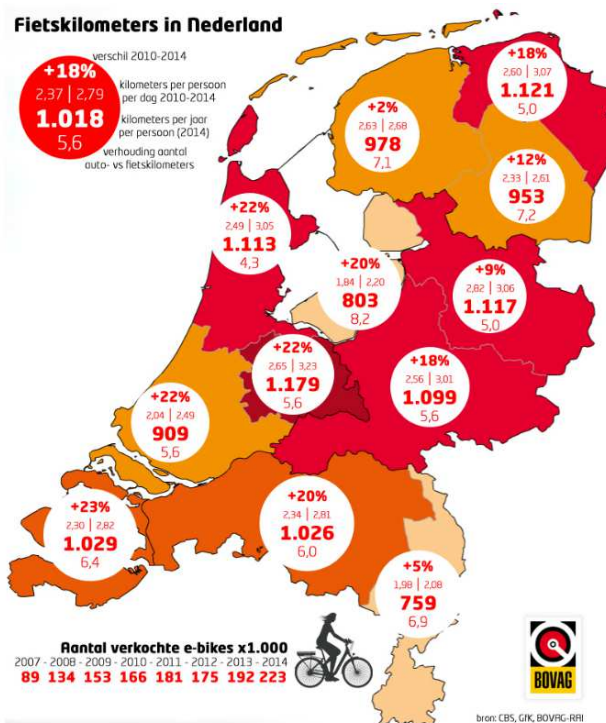 Fietskilometers in Nederland
verschil 2010-2014
+18%
2,37 | 2,79
kilometers per persoon
per dag 2010-2014
1.018
kilometers per jaar
per persoon (2014)
5,6
verhouding aantal
auto- vs fietskilometers
+18%
2,60 | 3,07
1.121
5,0
+2%
2,63 | 2,68
978
7,1
+12%
2,33 | 2,61
953
7,2
+22%
2,49 | 3,05
1.113
4,3
+20%
1,84 | 2,20
803
8,2
+9%
2,82 | 3,06
1.117
5,0
+22%
2,65 | 3,23
1.179
5,6
+18%
2,56 | 3,01
1.099
5,6
+22%
2,04 | 2,49
909
5,6
+23%
2,30 | 2,82
1.029
6,4
+20%
2,34 | 2,81
1.026
6,0
+5%
1,98 | 2,08
759
6,9
Aantal verkochte e-bikes x1.000
2007 - 2008 - 2009 - 2010 - 2011 - 2012 - 2013 - 2014
89 134 153 166 181 175 192 223
BOVAG
bron: CBS, GfK, BOVAG-RAI